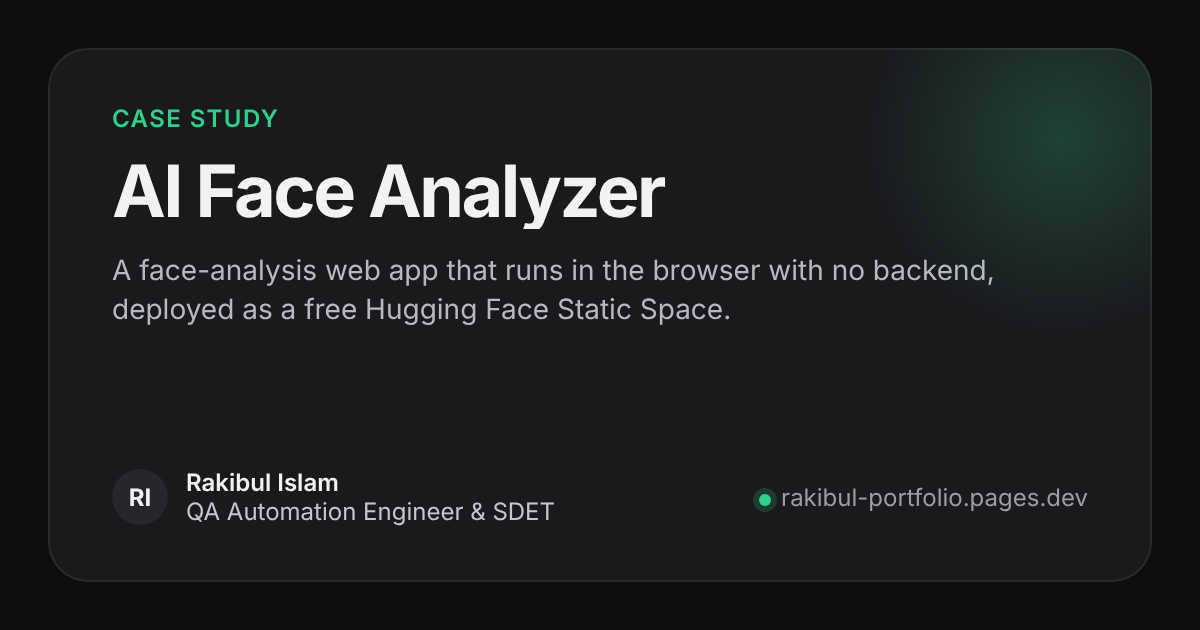 CASE STUDY
AI Face Analyzer
A face-analysis web app that runs in the browser with no backend,
deployed as a free Hugging Face Static Space.
RI
Rakibul Islam
QA Automation Engineer & SDET
rakibul-portfolio.pages.dev